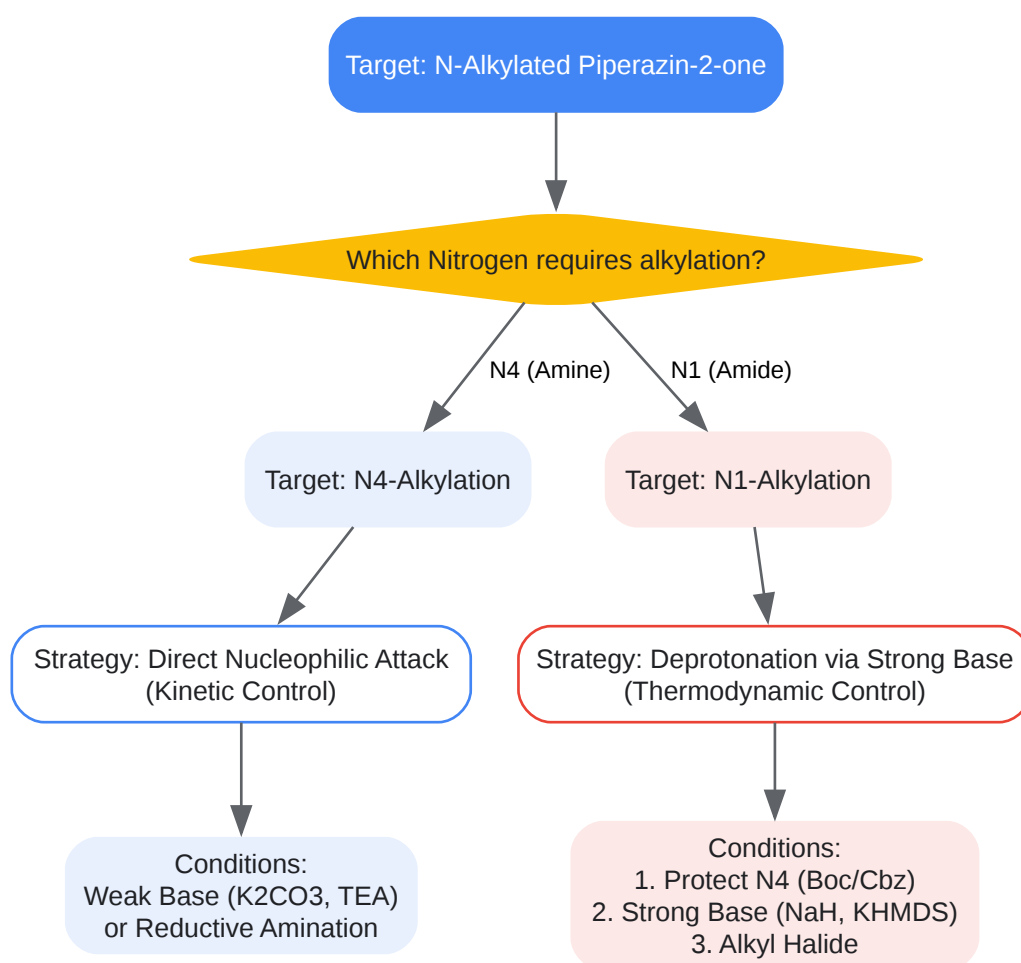 Target: N-Alkylated Piperazin-2-one
Which Nitrogen requires alkylation?
N4 (Amine)
N1 (Amide)
Target: N4-Alkylation
Target: N1-Alkylation
Strategy: Direct Nucleophilic Attack
(Kinetic Control)
Strategy: Deprotonation via Strong Base
(Thermodynamic Control)
Conditions:
Weak Base (K2CO3, TEA)
or Reductive Amination
Conditions:
1. Protect N4 (Boc/Cbz)
2. Strong Base (NaH, KHMDS)
3. Alkyl Halide